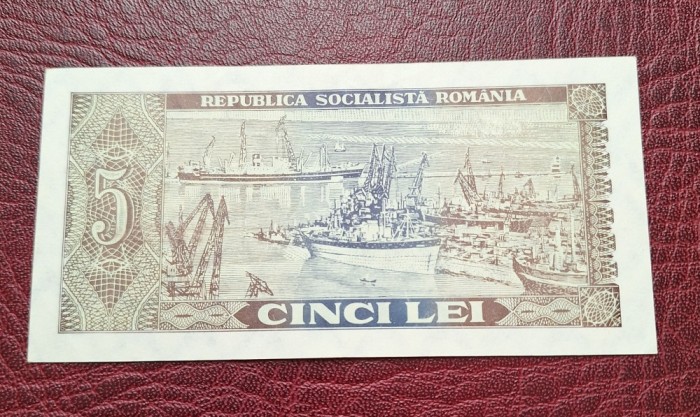 REPUBLICA SOCIALISTĂ ROMÂNIA
5
CINCI LEI